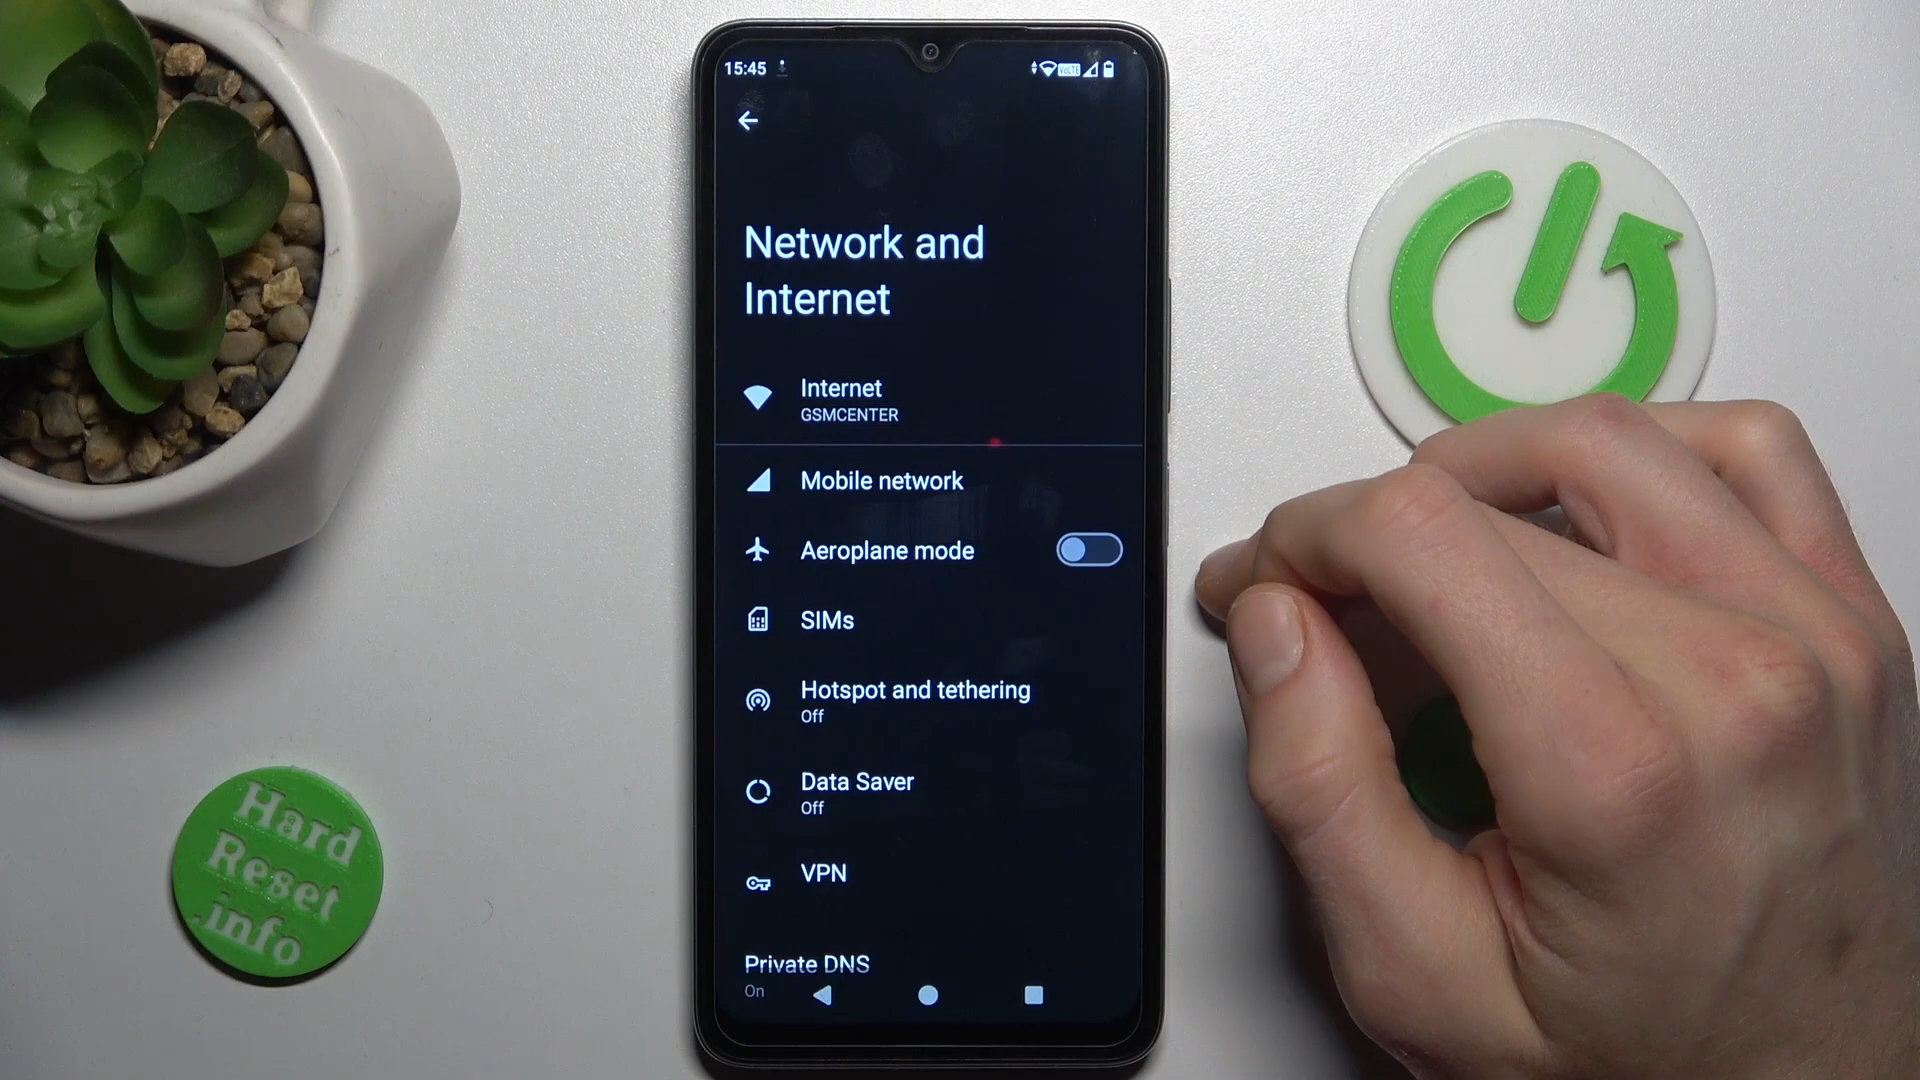 15:45
VoLTE
Network and
Internet
Internet
GSMCENTER
Mobile network
Aeroplane mode
SIMs
Hotspot and tethering
Off
Data Saver
Off
VPN
Private DNS
On
Hard
Reset
.info